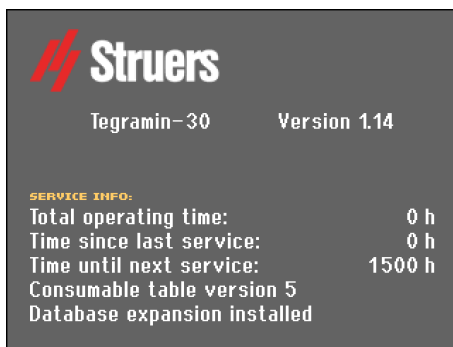 Struers
Tegramin-30 Version 1.14
SERVICE INFO:
Total operating time: 0 h
Time since last service: 0 h
Time until next service: 1500 h
Consumable table version 5
Database expansion installed